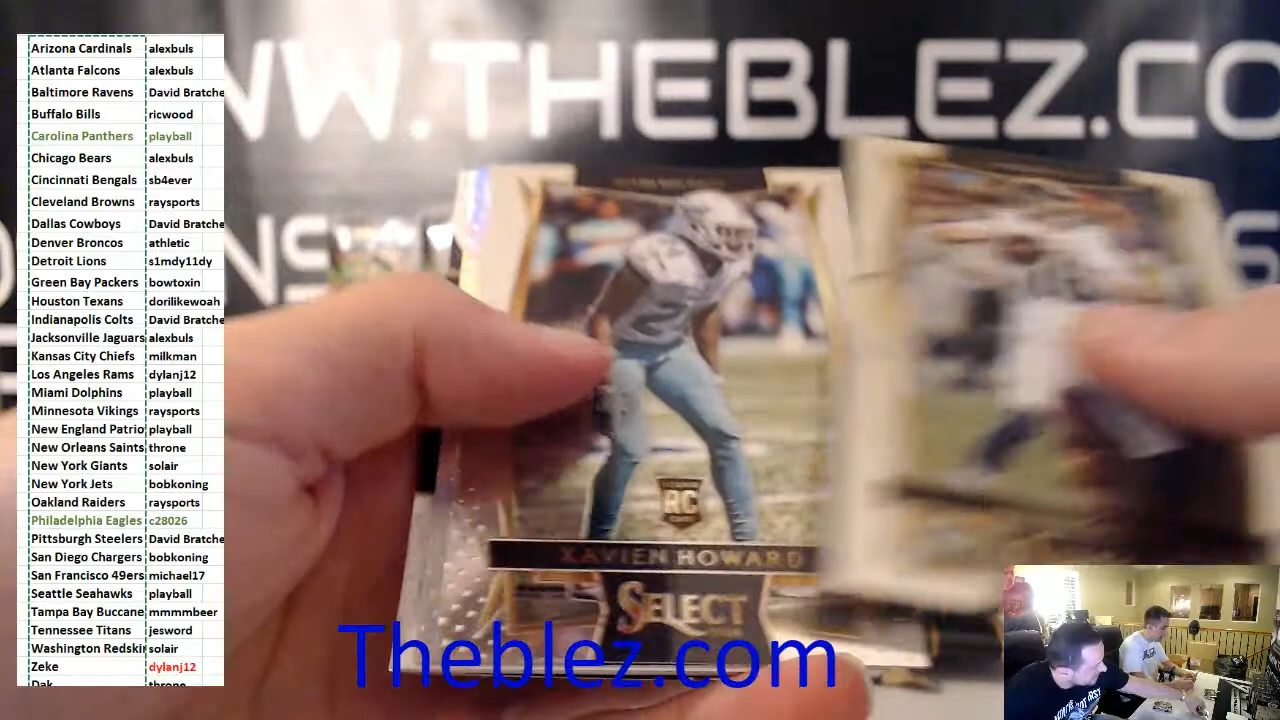 WW.THEBLEZ.CO
Arizona Cardinals alexbuls
Atlanta Falcons alexbuls
Baltimore Ravens David Bratche
Buffalo Bills ricwood
Carolina Panthers playball
Chicago Bears alexbuls
Cincinnati Bengals sb4ever
Cleveland Browns raysports
Dallas Cowboys David Bratche
Denver Broncos athletic
Detroit Lions s1mdy11dy
Green Bay Packers bowtoxin
Houston Texans dorilikewoah
Indianapolis Colts David Bratche
Jacksonville Jaguars alexbuls
Kansas City Chiefs milkman
Los Angeles Rams dylanj12
Miami Dolphins playball
Minnesota Vikings raysports
New England Patrio playball
New Orleans Saints throne
New York Giants solair
New York Jets bobkoning
Oakland Raiders raysports
Philadelphia Eagles c28026
Pittsburgh Steelers David Bratche
San Diego Chargers bobkoning
San Francisco 49ers michael17
Seattle Seahawks playball
Tampa Bay Buccane mmmmbeer
Tennessee Titans jesword
Washington Redskin solair
Zeke dylanj12
Dak throne
RC
XAVIEN HOWARD
SELECT
Theblez.com